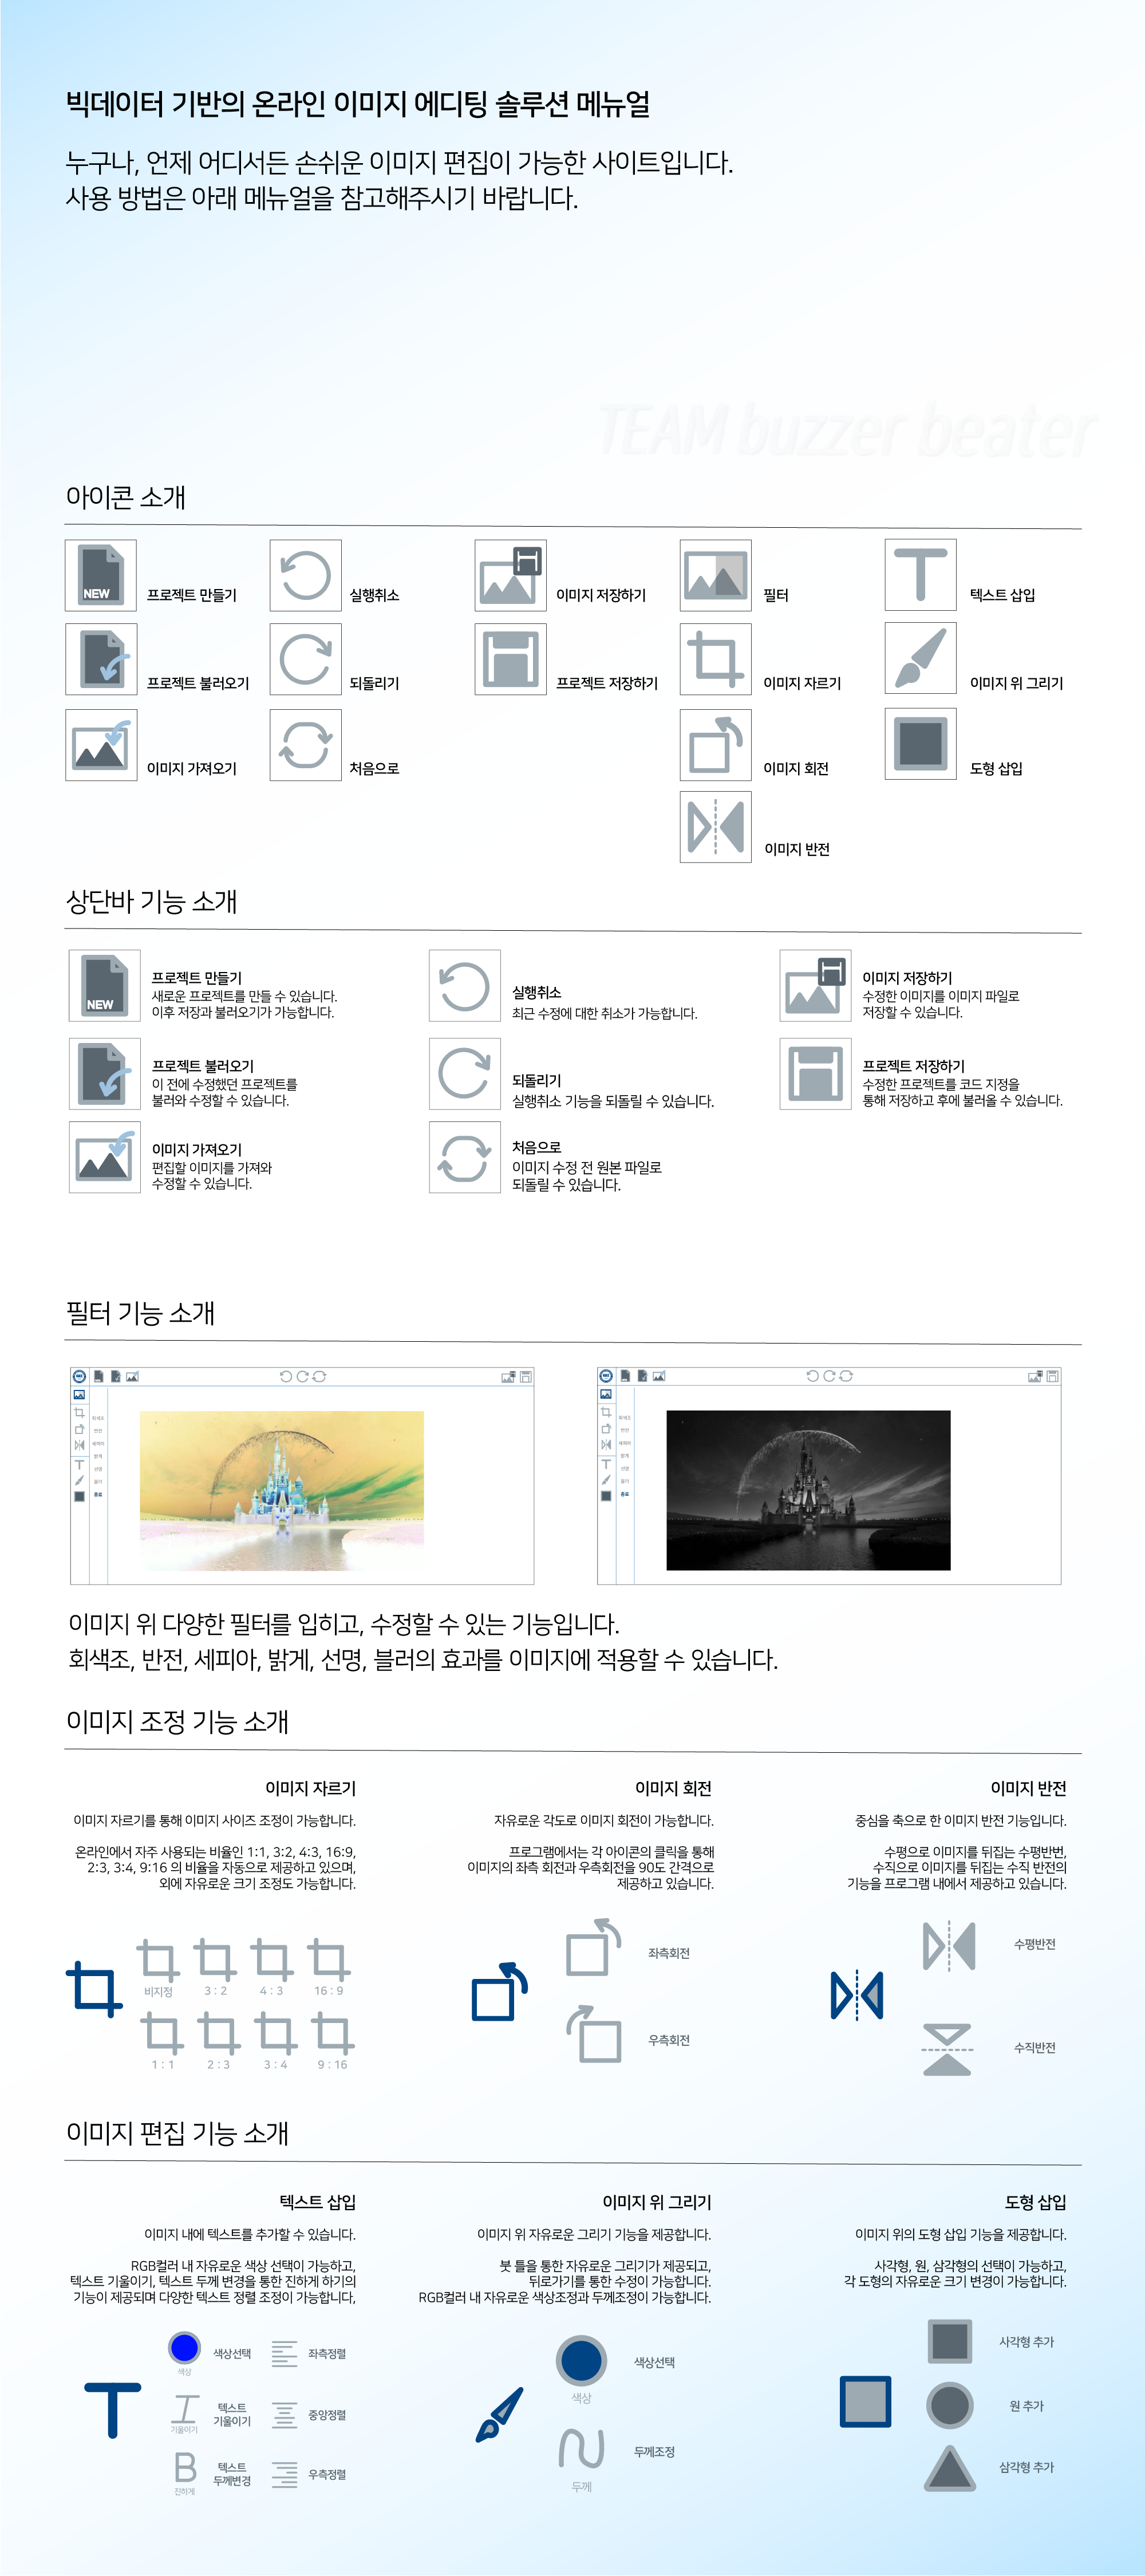 빅데이터 기반의 온라인 이미지 에디팅 솔루션 메뉴얼
누구나, 언제 어디서든 손쉬운 이미지 편집이 가능한 사이트입니다.
사용 방법은 아래 메뉴얼을 참고해주시기 바랍니다.
TEAM buzzer beater
아이콘 소개
NEW
프로젝트 만들기
실행취소
이미지 저장하기
필터
텍스트 삽입
프로젝트 불러오기
되돌리기
프로젝트 저장하기
이미지 자르기
이미지 위 그리기
이미지 가져오기
처음으로
이미지 회전
도형 삽입
이미지 반전
상단바 기능 소개
NEW
프로젝트 만들기
새로운 프로젝트를 만들 수 있습니다.
이후 저장과 불러오기가 가능합니다.
실행취소
최근 수정에 대한 취소가 가능합니다.
이미지 저장하기
수정한 이미지를 이미지 파일로
저장할 수 있습니다.
프로젝트 불러오기
이 전에 수정했던 프로젝트를
불러와 수정할 수 있습니다.
되돌리기
실행취소 기능을 되돌릴 수 있습니다.
프로젝트 저장하기
수정한 프로젝트를 코드 지정을
통해 저장하고 후에 불러올 수 있습니다.
이미지 가져오기
편집할 이미지를 가져와
수정할 수 있습니다.
처음으로
이미지 수정 전 원본 파일로
되돌릴 수 있습니다.
필터 기능 소개
회색조
반전
세피아
밝게
선명
블러
종료
회색조
반전
세피아
밝게
선명
블러
종료
이미지 위 다양한 필터를 입히고, 수정할 수 있는 기능입니다.
회색조, 반전, 세피아, 밝게, 선명, 블러의 효과를 이미지에 적용할 수 있습니다.
이미지 조정 기능 소개
이미지 자르기
이미지 자르기를 통해 이미지 사이즈 조정이 가능합니다.
온라인에서 자주 사용되는 비율인 1:1, 3:2, 4:3, 16:9,
2:3, 3:4, 9:16 의 비율을 자동으로 제공하고 있으며,
외에 자유로운 크기 조정도 가능합니다.
비지정
3 : 2
4 : 3
16 : 9
1 : 1
2 : 3
3 : 4
9 : 16
이미지 회전
자유로운 각도로 이미지 회전이 가능합니다.
프로그램에서는 각 아이콘의 클릭을 통해
이미지의 좌측 회전과 우측회전을 90도 간격으로
제공하고 있습니다.
좌측회전
우측회전
이미지 반전
중심을 축으로 한 이미지 반전 기능입니다.
수평으로 이미지를 뒤집는 수평반번,
수직으로 이미지를 뒤집는 수직 반전의
기능을 프로그램 내에서 제공하고 있습니다.
수평반전
수직반전
이미지 편집 기능 소개
텍스트 삽입
이미지 내에 텍스트를 추가할 수 있습니다.
RGB컬러 내 자유로운 색상 선택이 가능하고,
텍스트 기울이기, 텍스트 두께 변경을 통한 진하게 하기의
기능이 제공되며 다양한 텍스트 정렬 조정이 가능합니다,
색상
색상선택
좌측정렬
기울이기
텍스트
기울이기
중앙정렬
진하게
텍스트
두께변경
우측정렬
이미지 위 그리기
이미지 위 자유로운 그리기 기능을 제공합니다.
붓 틀을 통한 자유로운 그리기가 제공되고,
뒤로가기를 통한 수정이 가능합니다.
RGB컬러 내 자유로운 색상조정과 두께조정이 가능합니다.
색상
색상선택
두께
두께조정
도형 삽입
이미지 위의 도형 삽입 기능을 제공합니다.
사각형, 원, 삼각형의 선택이 가능하고,
각 도형의 자유로운 크기 변경이 가능합니다.
사각형 추가
원 추가
삼각형 추가